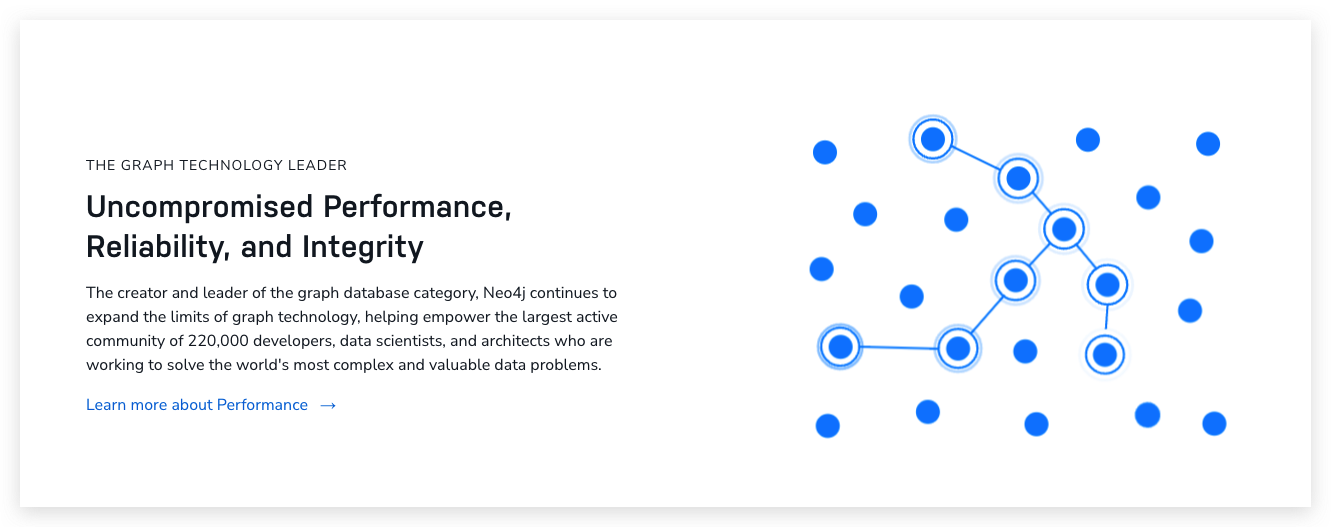 THE GRAPH TECHNOLOGY LEADER
Uncompromised Performance,
Reliability, and Integrity
The creator and leader of the graph database category, Neo4j continues to
expand the limits of graph technology, helping empower the largest active
community of 220,000 developers, data scientists, and architects who are
working to solve the world's most complex and valuable data problems.
Learn more about Performance →